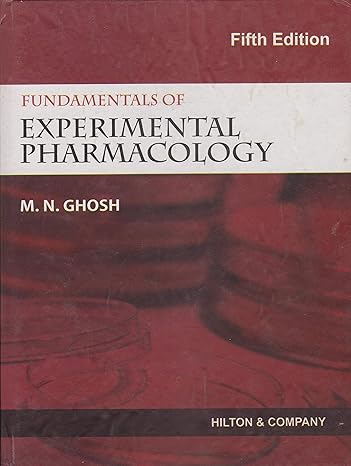 Fifth Edition
FUNDAMENTALS OF
EXPERIMENTAL
PHARMACOLOGY
M. N. GHOSH
HILTON & COMPANY